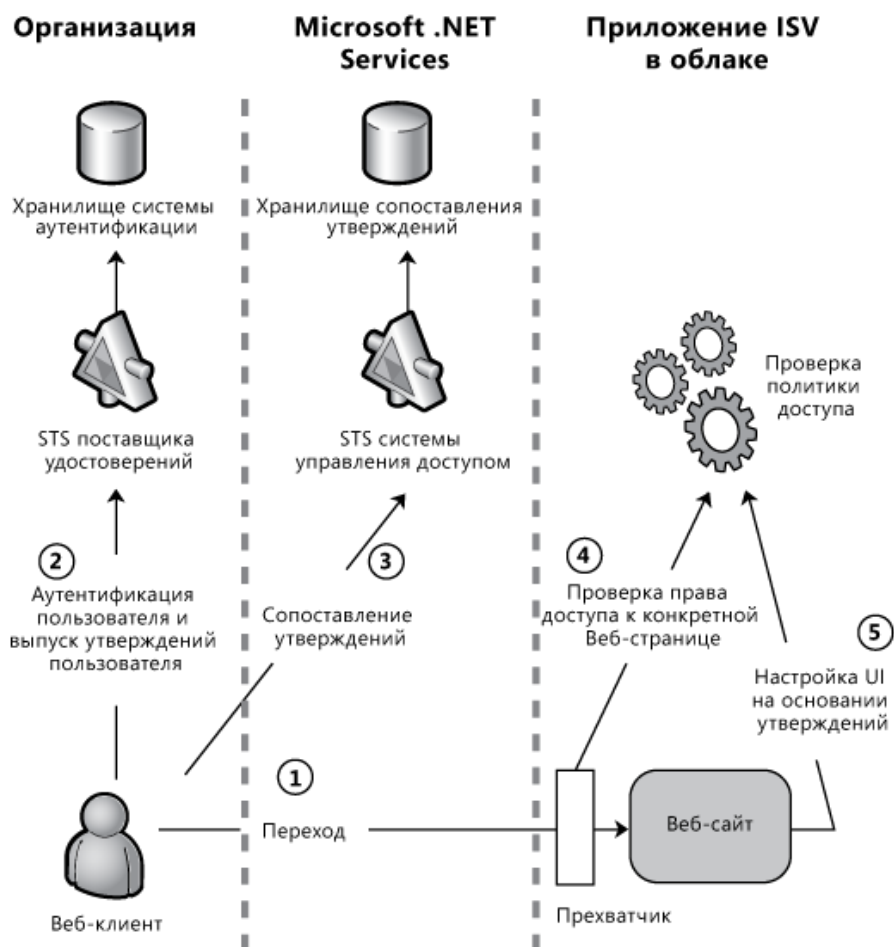 Организация
Microsoft .NET
Services
Приложение ISV
в облаке
Хранилище системы
аутентификации
Хранилище сопоставления
утверждений
Проверка
политики
доступа
STS поставщика
удостоверений
STS системы
управления доступом
2
Аутентификация
пользователя и
выпуск утверждений
пользователя
3
Сопоставление
утверждений
4
Проверка права
доступа к конкретной
Веб-странице
5
Настройка UI
на основании
утверждений
1
Переход
Веб-сайт
Веб-клиент
Прехватчик